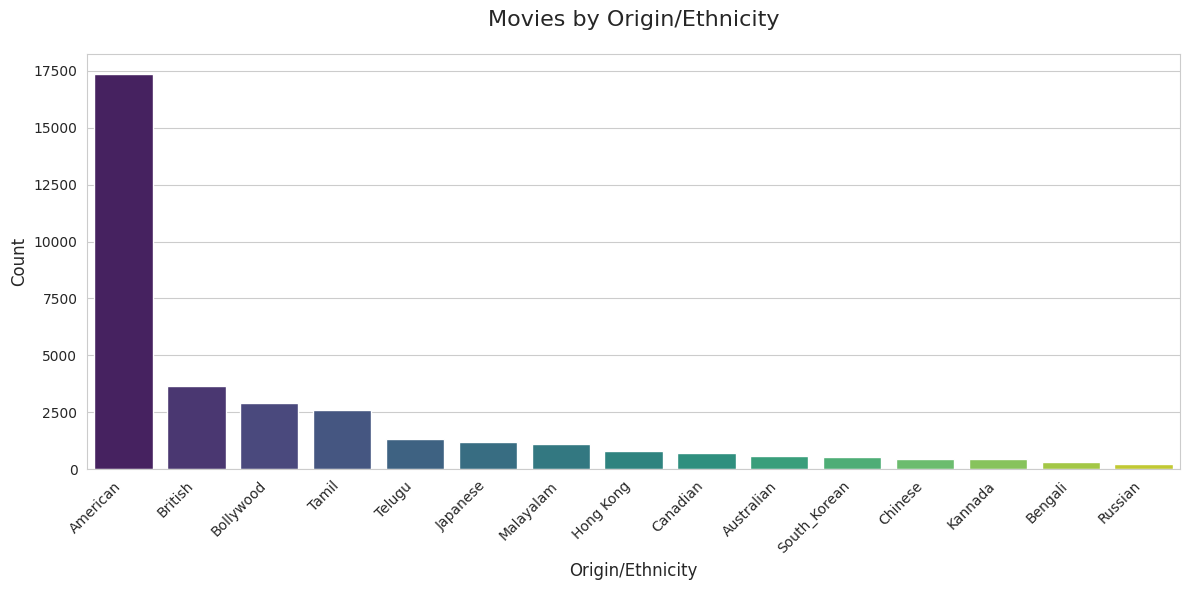 Movies by Origin/Ethnicity
17500
15000
12500
10000
7500
5000
2500
0
Count
American
British
Bollywood
Tamil
Telugu
Japanese
Malayalam
Hong Kong
Canadian
Australian
South_Korean
Chinese
Kannada
Bengali
Russian
Origin/Ethnicity